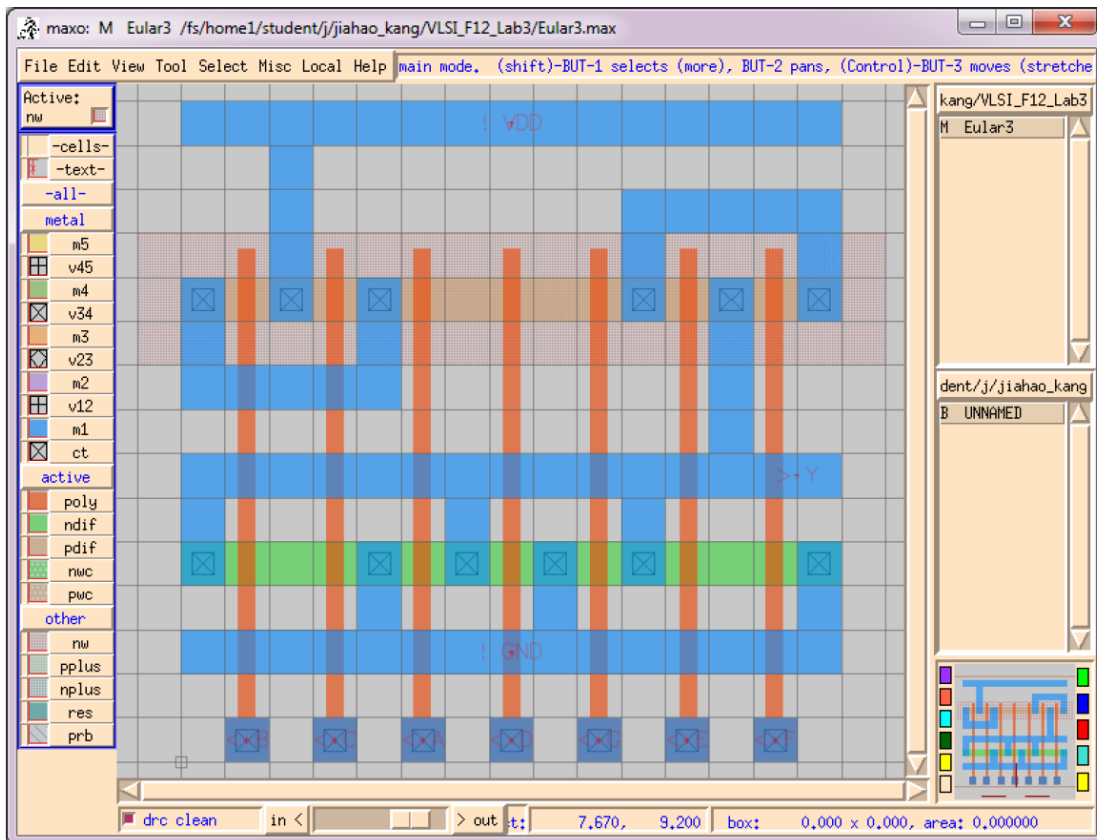 maxo: M Eular3 /fs/home1/student/j/jiahao_kang/VLSI_F12_Lab3/Eular3.max
File Edit View Tool Select Misc Local Help main mode. (shift)-BUT-1 selects (more), BUT-2 pans, (Control)-BUT-3 moves (stretche
Active:
nw
-cells-
-text-
-all-
metal
m5
v45
m4
v34
m3
v23
m2
v12
m1
ct
active
poly
ndif
pdif
nwc
pwc
other
nw
pplus
nplus
res
prb
! VDD
>+Y
! GND
<B <C <A <D <G <E <F
kang/VLSI_F12_Lab3
M Eular3
dent/j/jiahao_kang
B UNNAMED
drc clean in < > out t: 7.670, 9.200 box: 0.000 x 0.000, area: 0.000000